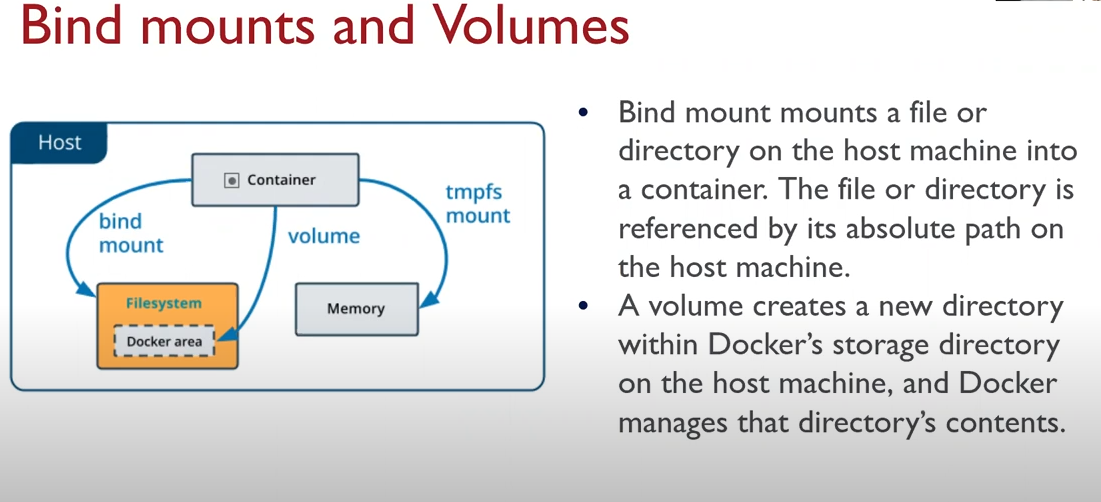 Bind mounts and Volumes
Host
Container
bind
mount
volume
tmpfs
mount
Filesystem
Docker area
Memory
• Bind mount mounts a file or
directory on the host machine into
a container. The file or directory is
referenced by its absolute path on
the host machine.
• A volume creates a new directory
within Docker’s storage directory
on the host machine, and Docker
manages that directory’s contents.